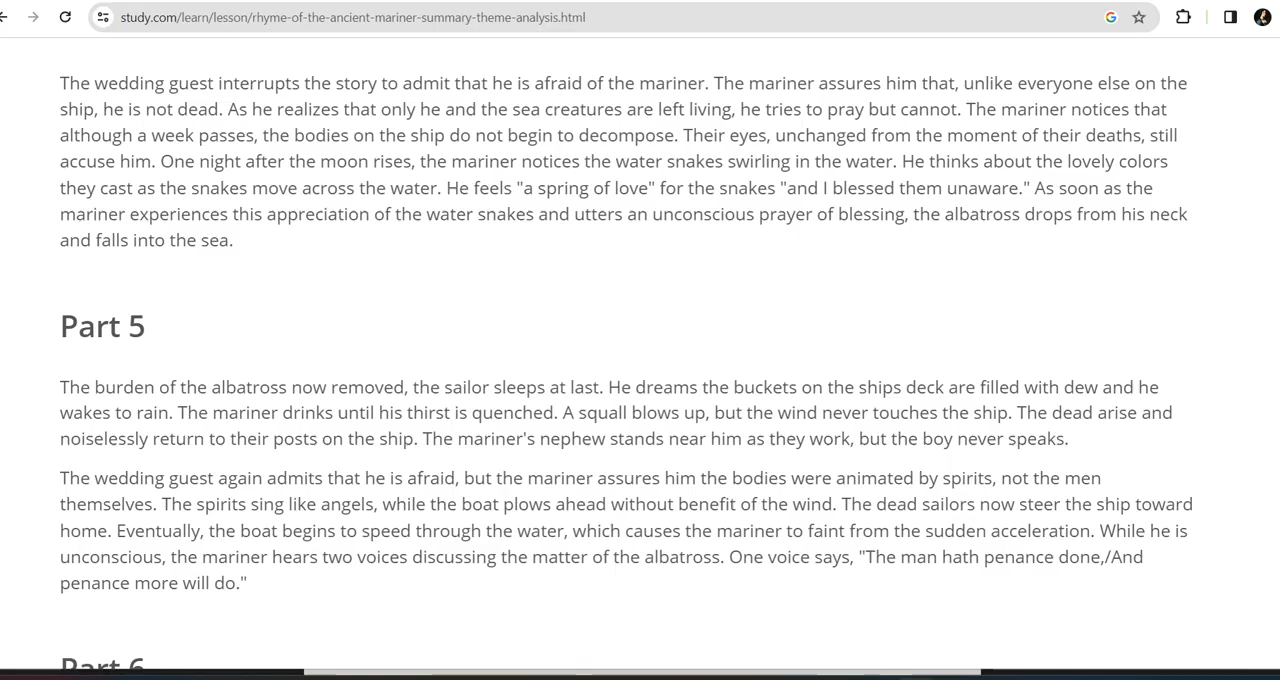 study.com/learn/lesson/rhyme-of-the-ancient-mariner-summary-theme-analysis.html
The wedding guest interrupts the story to admit that he is afraid of the mariner. The mariner assures him that, unlike everyone else on the
ship, he is not dead. As he realizes that only he and the sea creatures are left living, he tries to pray but cannot. The mariner notices that
although a week passes, the bodies on the ship do not begin to decompose. Their eyes, unchanged from the moment of their deaths, still
accuse him. One night after the moon rises, the mariner notices the water snakes swirling in the water. He thinks about the lovely colors
they cast as the snakes move across the water. He feels "a spring of love" for the snakes "and I blessed them unaware." As soon as the
mariner experiences this appreciation of the water snakes and utters an unconscious prayer of blessing, the albatross drops from his neck
and falls into the sea.
Part 5
The burden of the albatross now removed, the sailor sleeps at last. He dreams the buckets on the ships deck are filled with dew and he
wakes to rain. The mariner drinks until his thirst is quenched. A squall blows up, but the wind never touches the ship. The dead arise and
noiselessly return to their posts on the ship. The mariner's nephew stands near him as they work, but the boy never speaks.
The wedding guest again admits that he is afraid, but the mariner assures him the bodies were animated by spirits, not the men
themselves. The spirits sing like angels, while the boat plows ahead without benefit of the wind. The dead sailors now steer the ship toward
home. Eventually, the boat begins to speed through the water, which causes the mariner to faint from the sudden acceleration. While he is
unconscious, the mariner hears two voices discussing the matter of the albatross. One voice says, "The man hath penance done,/And
penance more will do."
Part 6